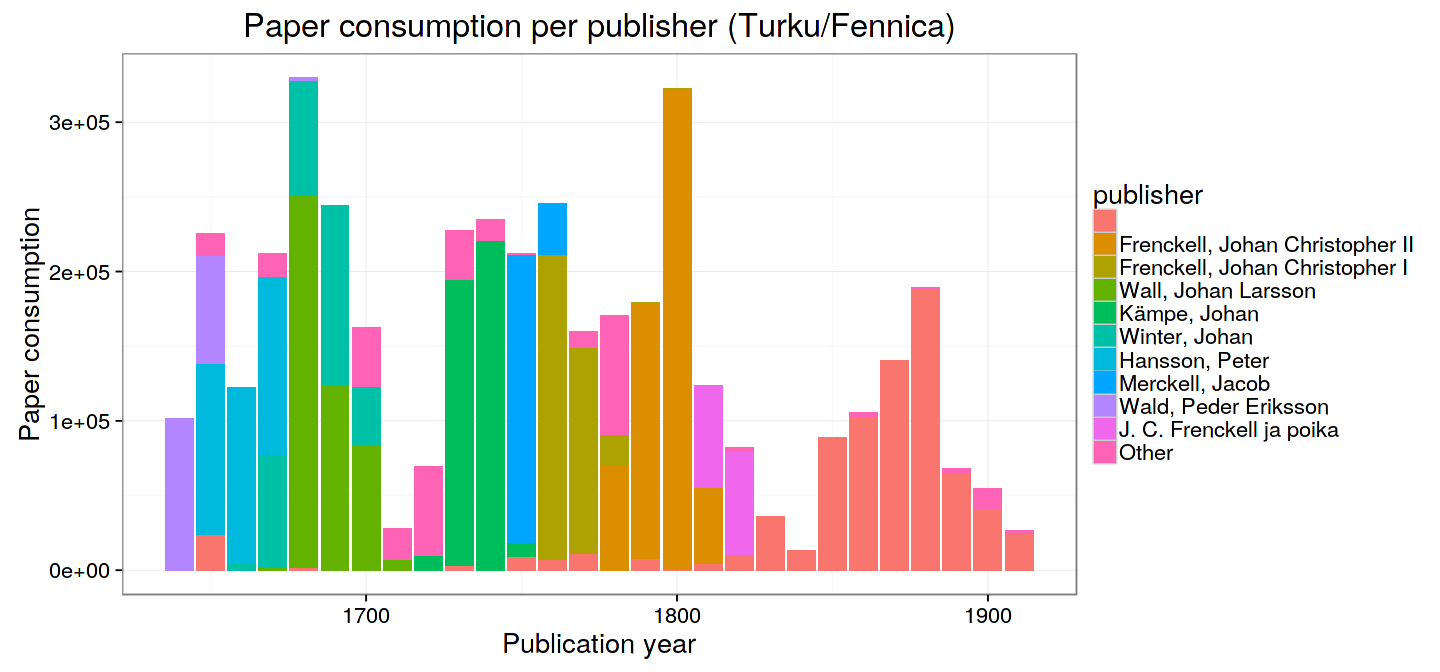 Paper consumption per publisher (Turku/Fennica)
Paper consumption
3e+05
2e+05
1e+05
0e+00
1700
1800
1900
Publication year
publisher
Frenckell, Johan Christopher II
Frenckell, Johan Christopher I
Wall, Johan Larsson
Kämpe, Johan
Winter, Johan
Hansson, Peter
Merckell, Jacob
Wald, Peder Eriksson
J. C. Frenckell ja poika
Other